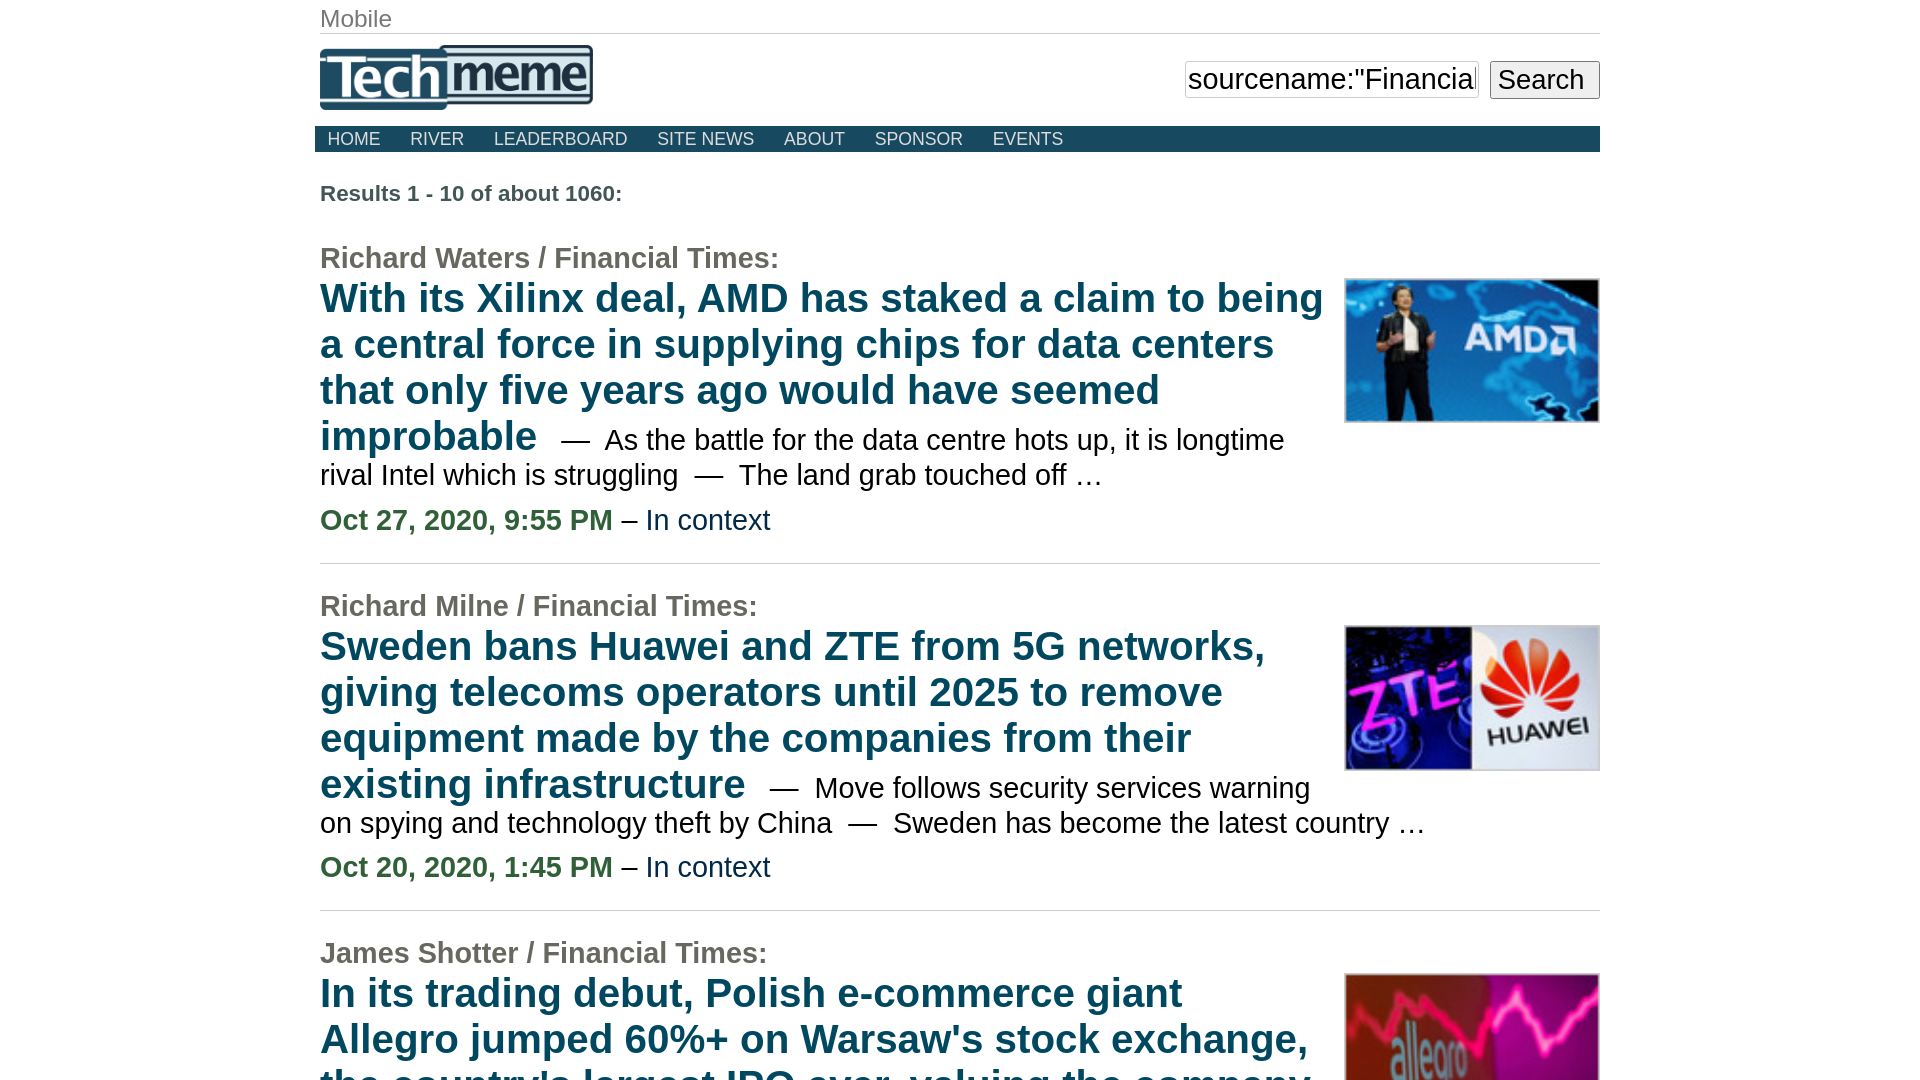 Mobile
Techmeme
sourcename:"Financial
Search
HOME RIVER LEADERBOARD SITE NEWS ABOUT SPONSOR EVENTS
Results 1 - 10 of about 1060:
Richard Waters / Financial Times:
With its Xilinx deal, AMD has staked a claim to being
a central force in supplying chips for data centers
that only five years ago would have seemed
improbable — As the battle for the data centre hots up, it is longtime
rival Intel which is struggling — The land grab touched off …
AMD
Oct 27, 2020, 9:55 PM – In context
Richard Milne / Financial Times:
Sweden bans Huawei and ZTE from 5G networks,
giving telecoms operators until 2025 to remove
equipment made by the companies from their
existing infrastructure — Move follows security services warning
on spying and technology theft by China — Sweden has become the latest country …
ZTE
HUAWEI
Oct 20, 2020, 1:45 PM – In context
James Shotter / Financial Times:
In its trading debut, Polish e-commerce giant
Allegro jumped 60%+ on Warsaw's stock exchange,
the country's largest IPO ever, valuing the company
allegro